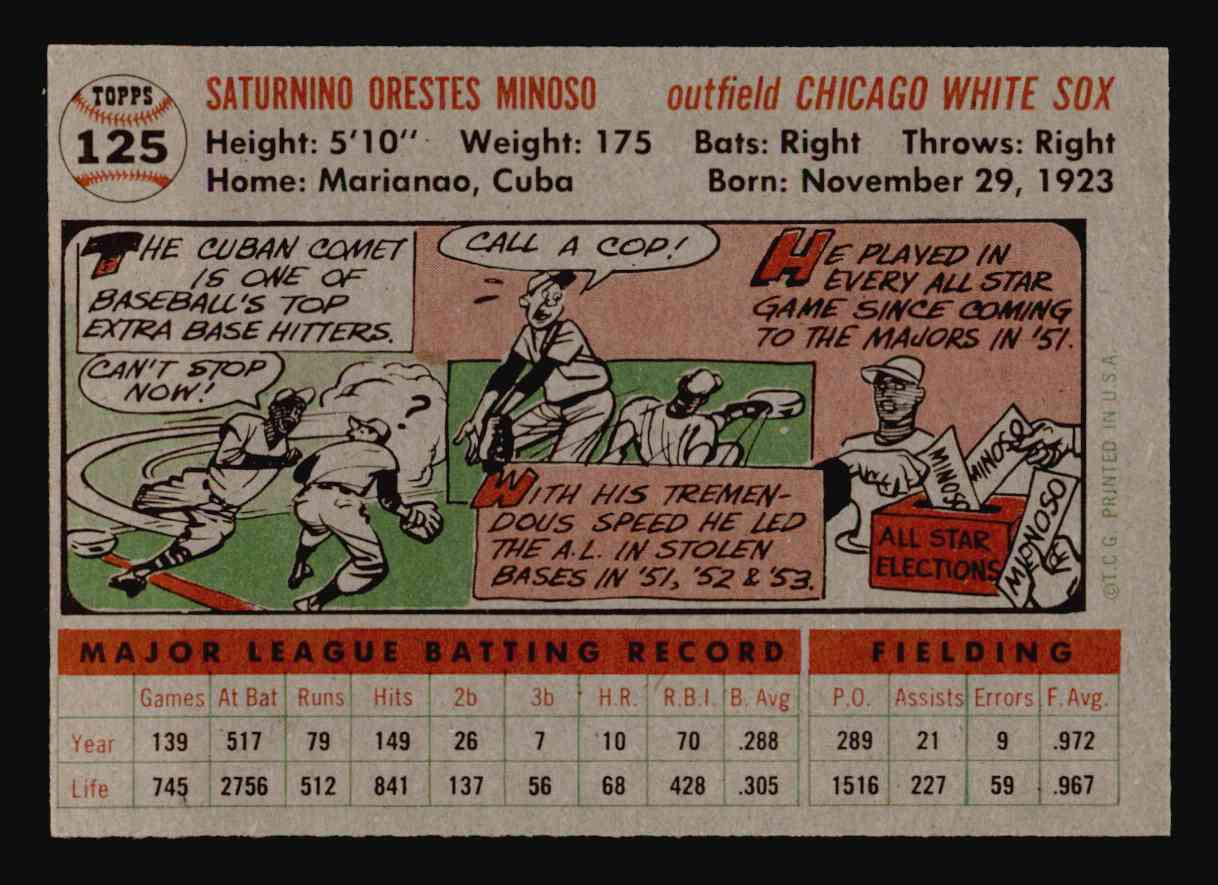 TOPPS
125
SATURNINO ORESTES MINOSO outfield CHICAGO WHITE SOX
Height: 5'10" Weight: 175 Bats: Right Throws: Right
Home: Marianao, Cuba Born: November 29, 1923
THE CUBAN COMET
IS ONE OF
BASEBALL'S TOP
EXTRA BASE HITTERS.
CAN'T STOP
NOW!
?
CALL A COP!
WITH HIS TREMEN-
DOUS SPEED HE LED
THE A.L. IN STOLEN
BASES IN '51, '52 & '53.
HE PLAYED IN
EVERY ALL STAR
GAME SINCE COMING
TO THE MAJORS IN '51.
MINOSO
MINOSO
MIENOSO
ALL STAR
ELECTIONS
©T.C.G. PRINTED IN U.S.A.
MAJOR LEAGUE BATTING RECORD FIELDING
Games At Bat Runs Hits 2b 3b H.R. R.B.I. B. Avg P.O. Assists Errors F. Avg.
Year 139 517 79 149 26 7 10 70 .288 289 21 9 .972
Life 745 2756 512 841 137 56 68 428 .305 1516 227 59 .967